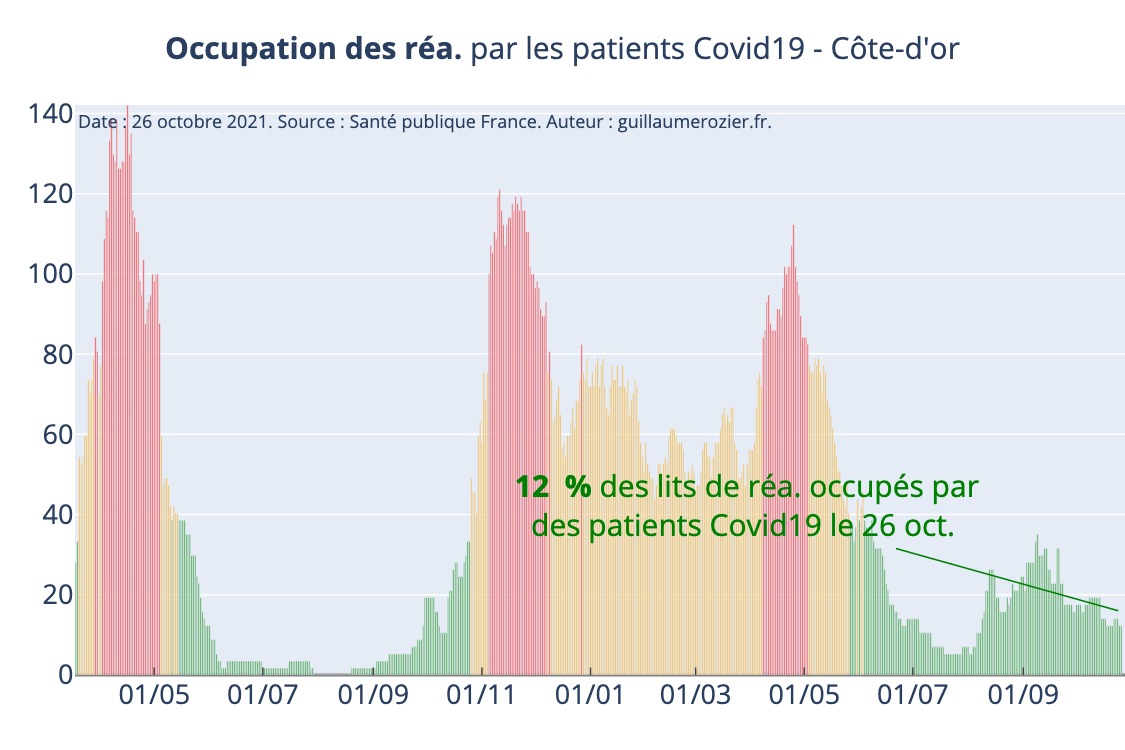 Occupation des réa. par les patients Covid19 - Côte-d'or
140
Date : 26 octobre 2021. Source : Santé publique France. Auteur : guillaumerozier.fr.
120
100
80
60
12 % des lits de réa. occupés par
des patients Covid19 le 26 oct.
40
20
0
01/05 01/07 01/09 01/11 01/01 01/03 01/05 01/07 01/09